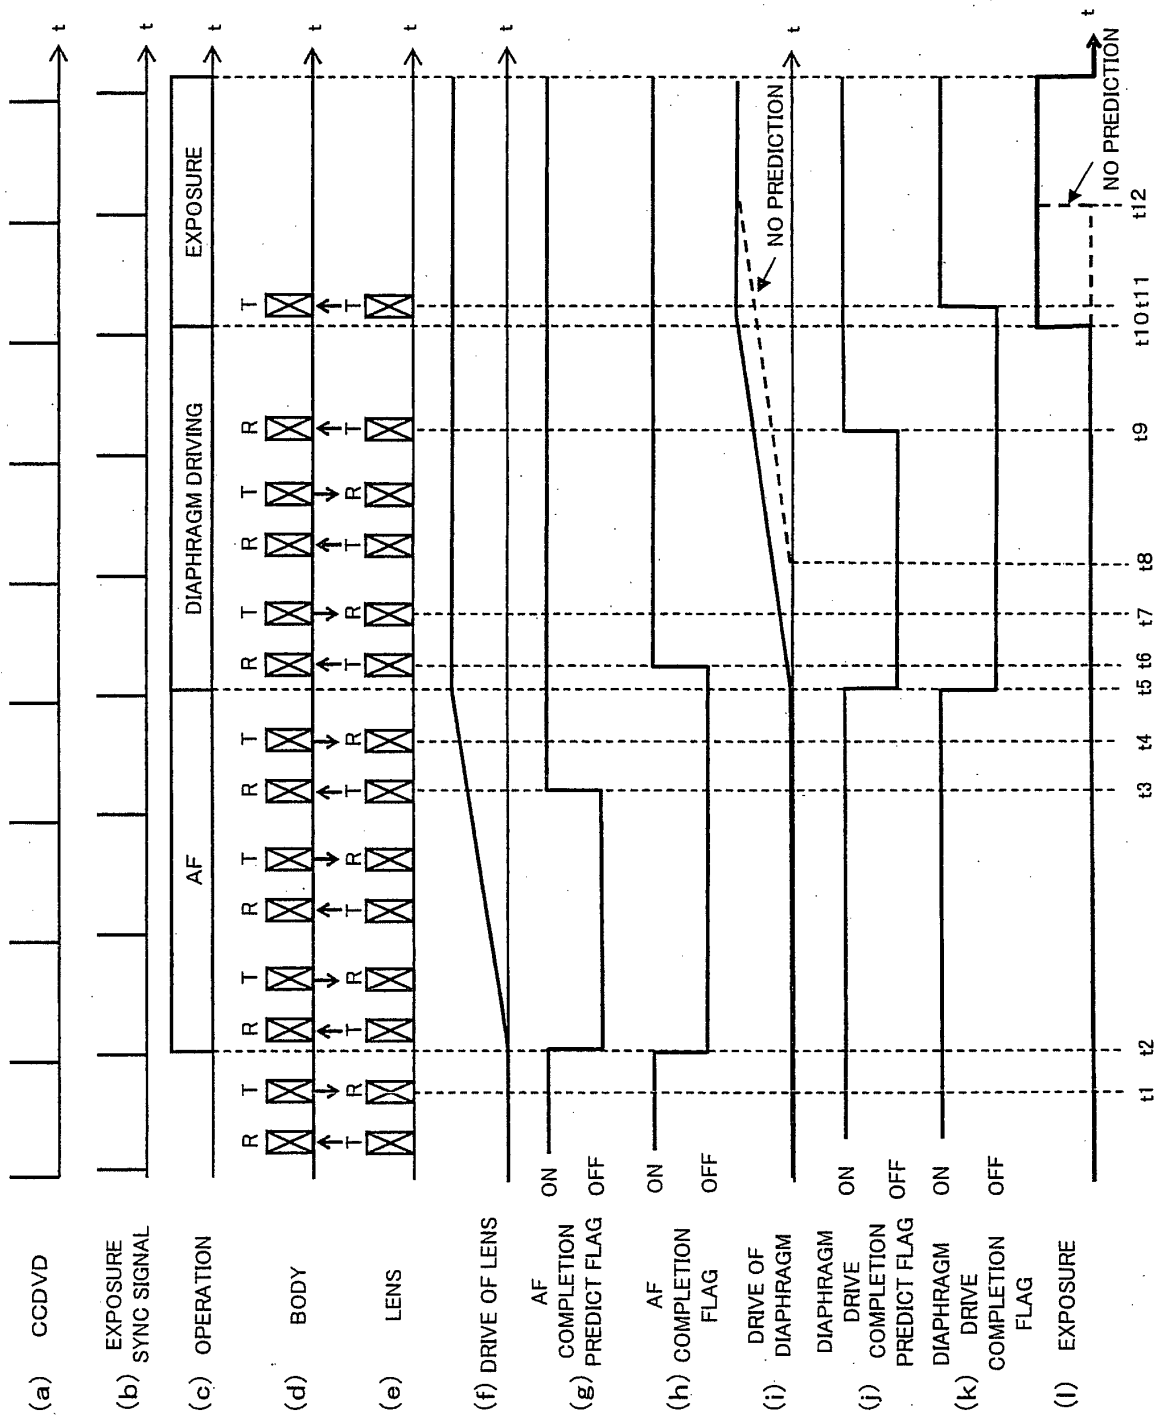 (a) CCDVD
t
(b) EXPOSURE
SYNC SIGNAL
t
(c) OPERATION
AF
DIAPHRAGM DRIVING
EXPOSURE
t
(d) BODY
R T R T R T R T R T R T R T
t
(e) LENS
T R T R T R T R T R T R T T
t
(f) DRIVE OF LENS
t
(g) AF
COMPLETION
PREDICT FLAG
ON
OFF
(h) AF
COMPLETION
FLAG
ON
OFF
(i) DRIVE OF
DIAPHRAGM
NO PREDICTION
t
(j) DIAPHRAGM
DRIVE
COMPLETION
PREDICT FLAG
ON
OFF
(k) DIAPHRAGM
DRIVE
COMPLETION
FLAG
ON
OFF
(l) EXPOSURE
NO PREDICTION
t
t1 t2 t3 t4 t5 t6 t7 t8 t9 t10 t11 t12